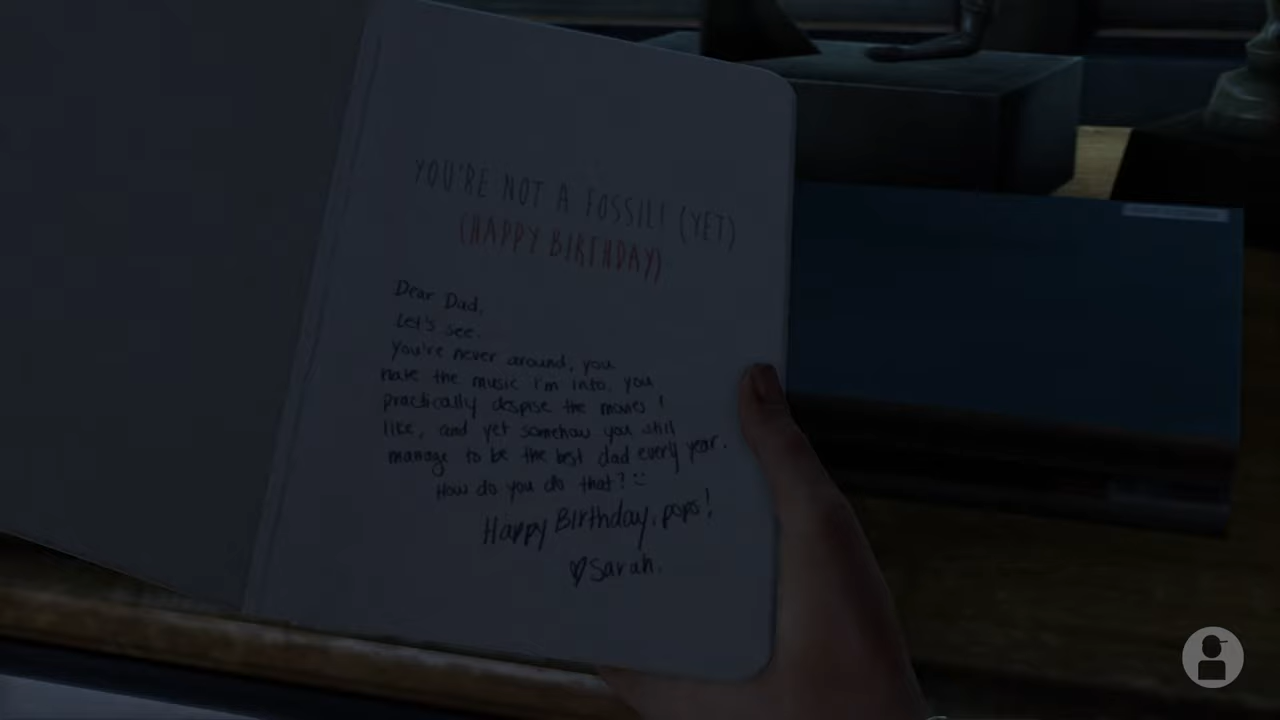 YOU'RE NOT A FOSSIL! (YET)
(HAPPY BIRTHDAY)
Dear Dad,
Let's see.
You're never around, you
hate the music I'm into, you
practically despise the movies I
like, and yet somehow you still
manage to be the best dad every year.
How do you do that? :)
Happy Birthday, pops!
♡ Sarah.